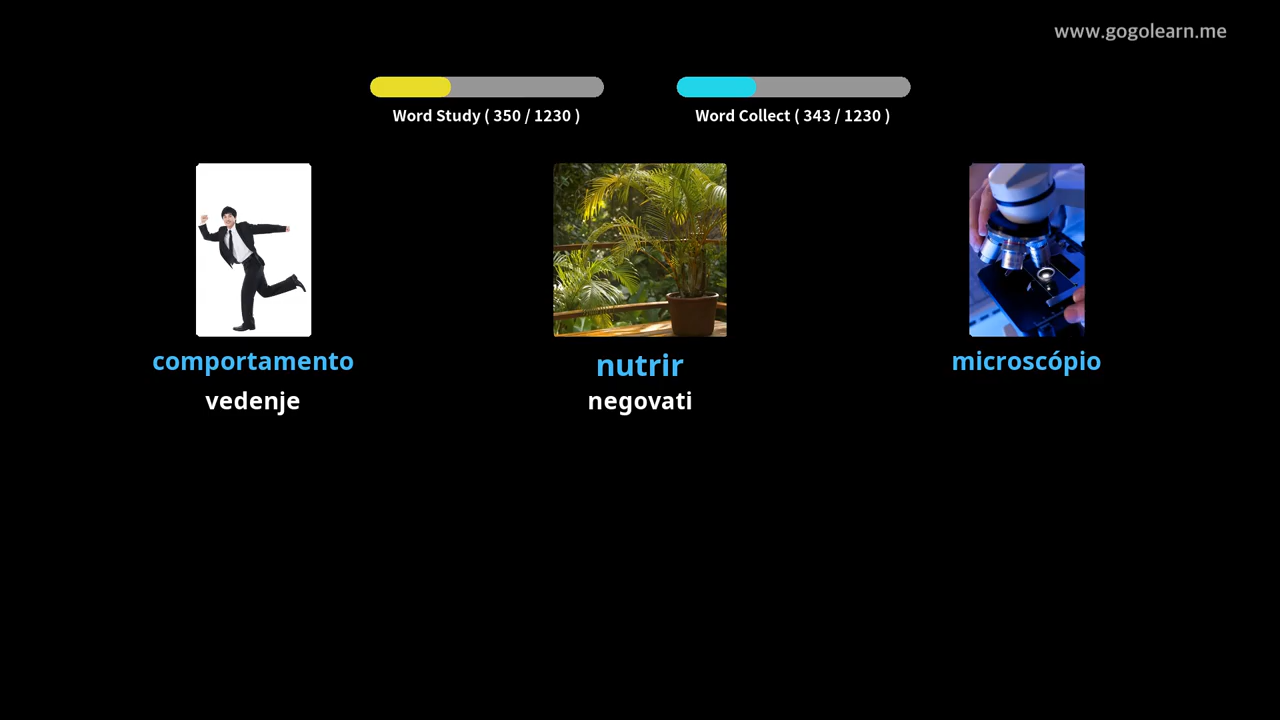 www.gogolearn.me
Word Study ( 350 / 1230 )
Word Collect ( 343 / 1230 )
comportamento
vedenje
nutrir
negovati
microscópio